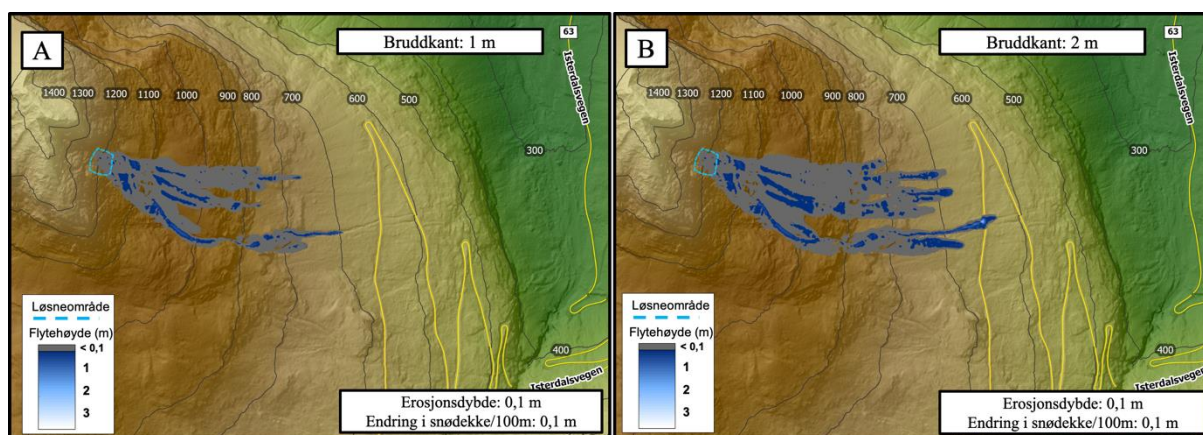 A
Bruddkant: 1 m
63
Isterdalsvegen
1400 1300 1200 1100 1000 900 800 700 600 500
300
400
Isterdalsvegen
Løsneområde
Flytehøyde (m)
< 0,1
1
2
3
Erosjonsdybde: 0,1 m
Endring i snødekke/100m: 0,1 m
B
Bruddkant: 2 m
63
Isterdalsvegen
1400 1300 1200 1100 1000 900 800 700 600 500
300
400
Isterdalsvegen
Løsneområde
Flytehøyde (m)
< 0,1
1
2
3
Erosjonsdybde: 0,1 m
Endring i snødekke/100m: 0,1 m